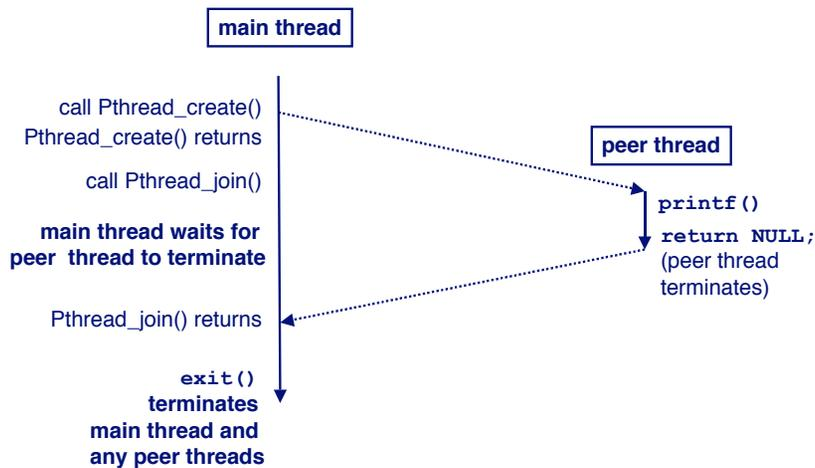 main thread
call Pthread_create()
Pthread_create() returns
peer thread
call Pthread_join()
printf()
main thread waits for
peer thread to terminate
return NULL;
(peer thread
terminates)
Pthread_join() returns
exit()
terminates
main thread and
any peer threads